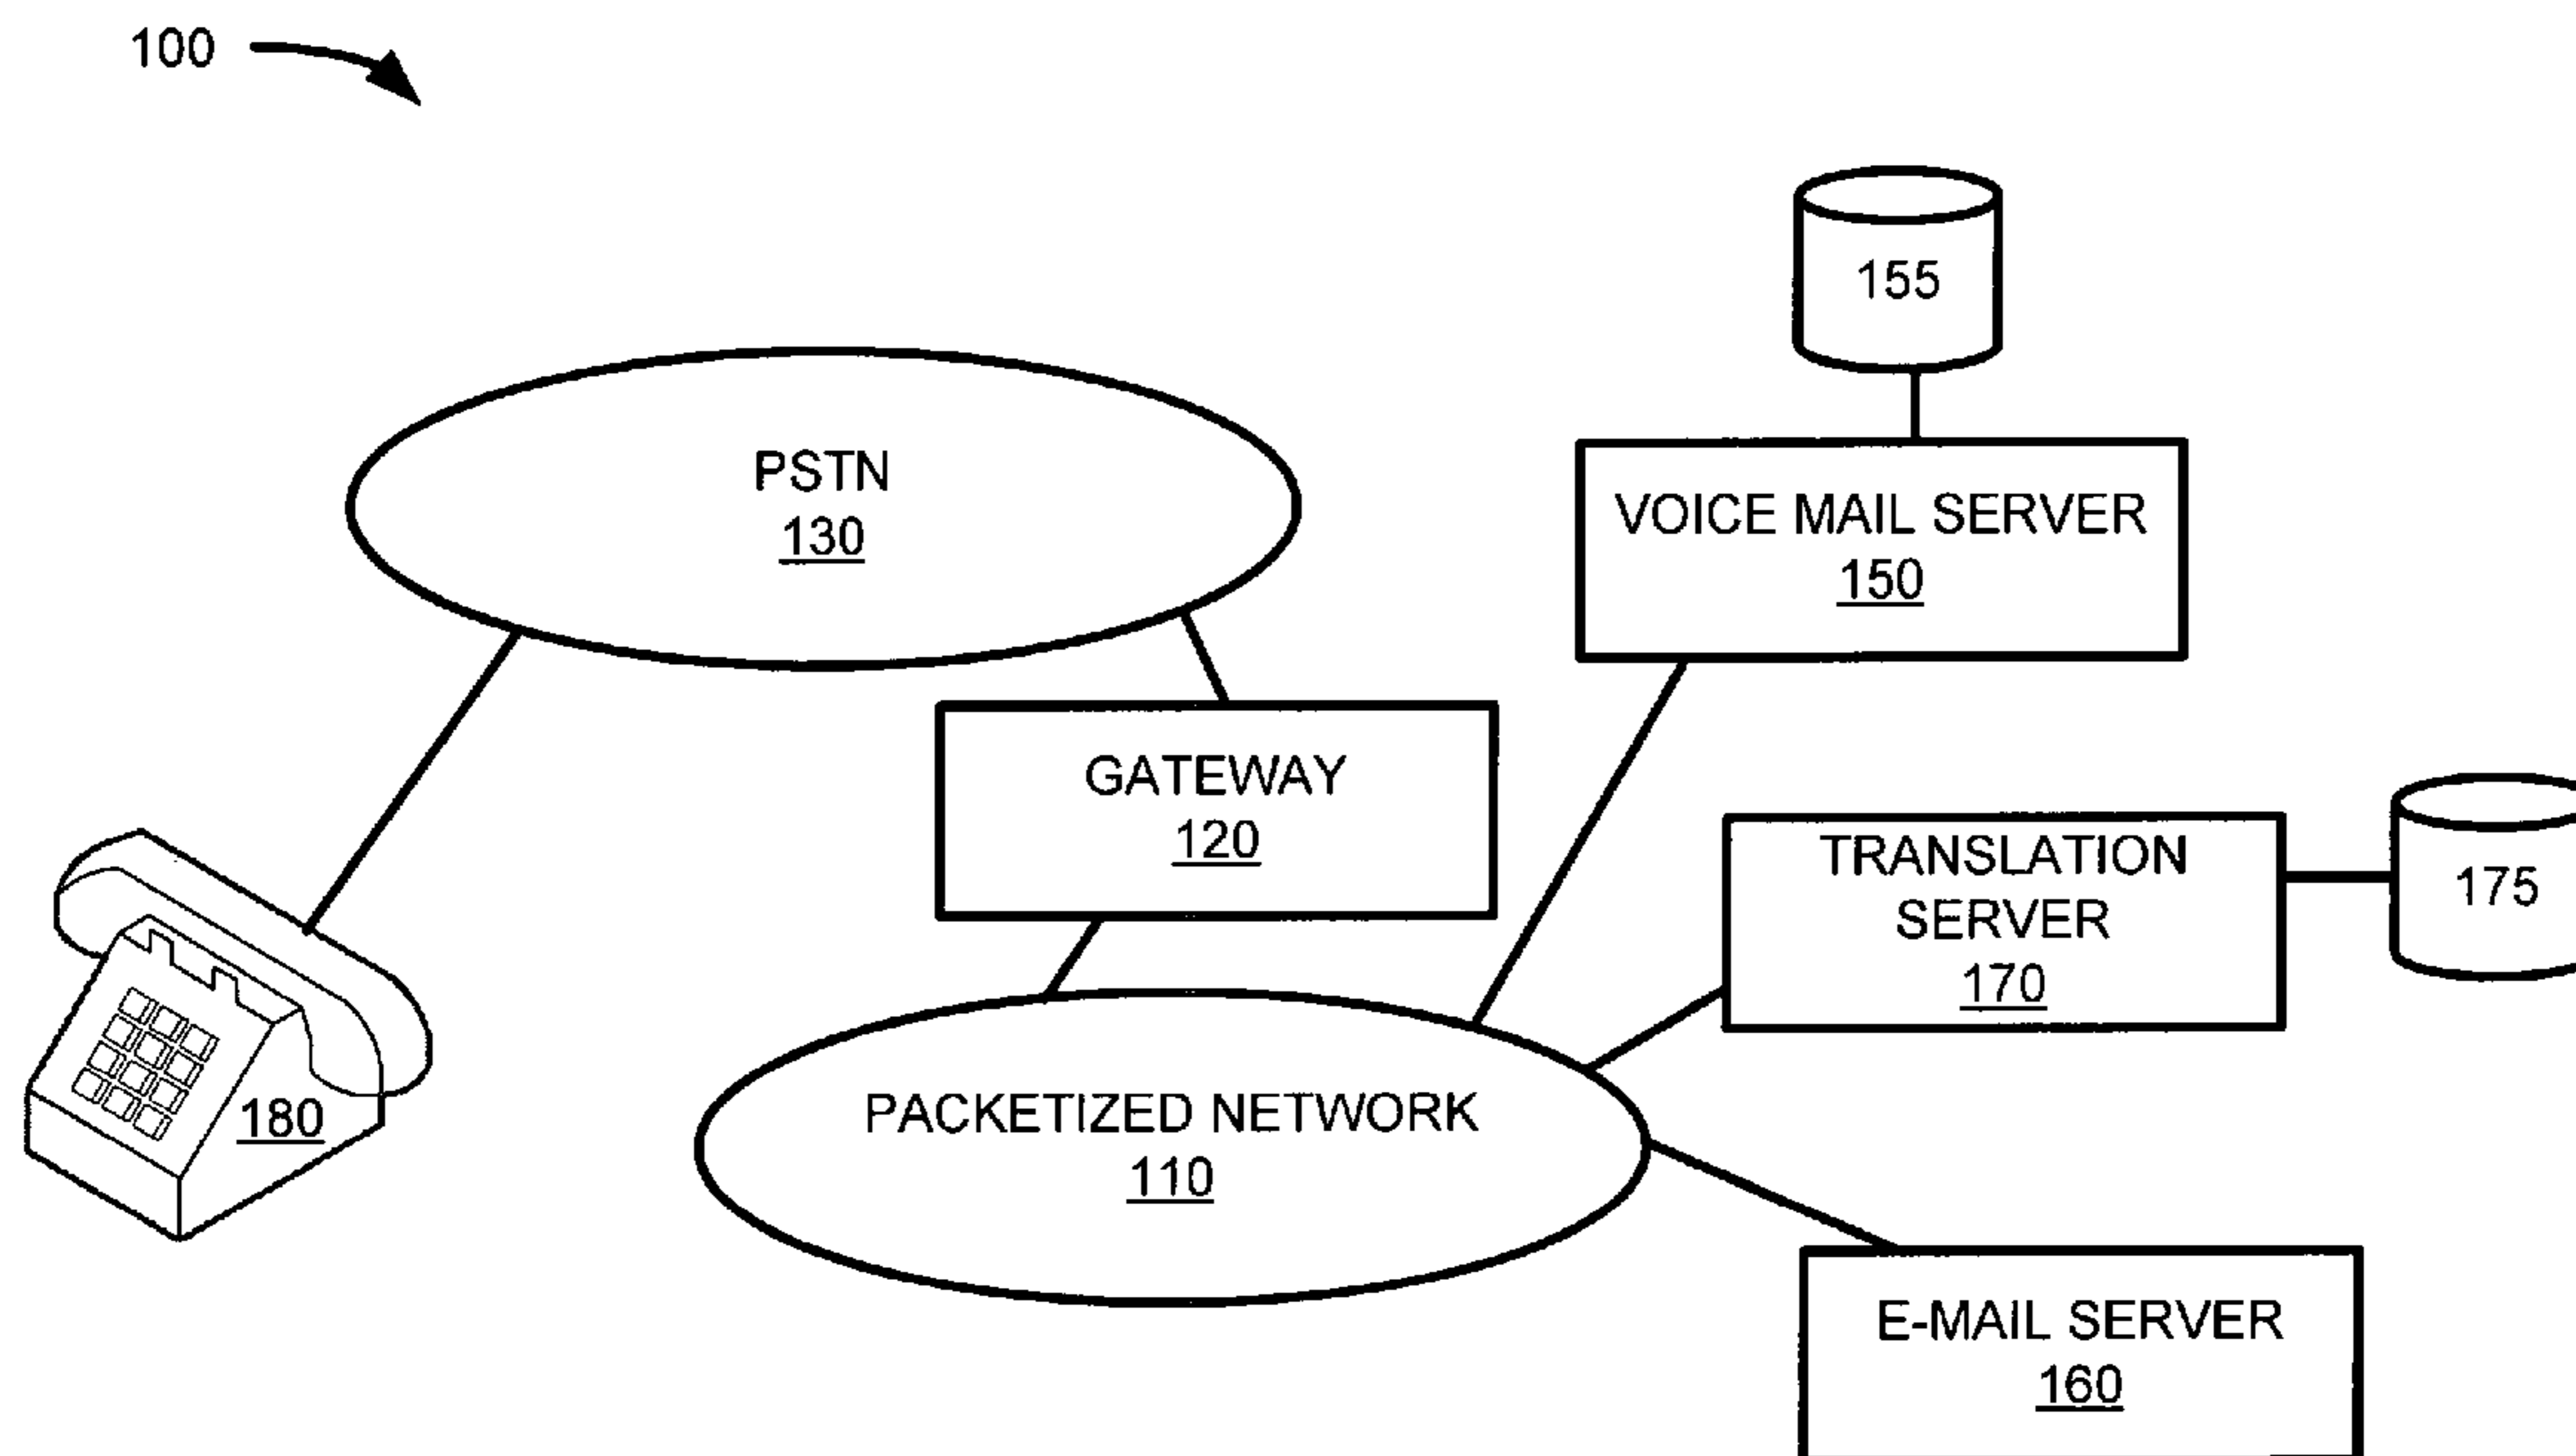 100
155
PSTN
130
VOICE MAIL SERVER
150
GATEWAY
120
TRANSLATION
SERVER
170
175
180
PACKETIZED NETWORK
110
E-MAIL SERVER
160